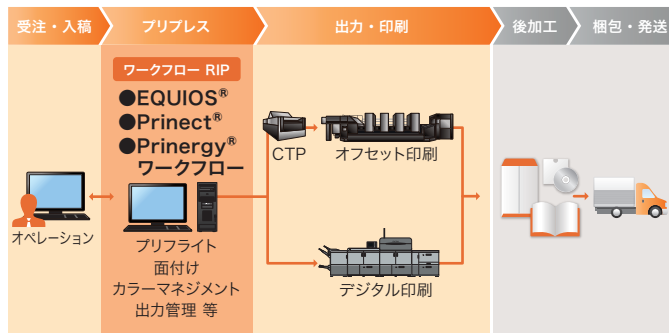 受注・入稿
プリプレス
出力・印刷
後加工
梱包・発送
ワークフロー RIP
●EQUIOS®
●Prinect®
●Prinergy®
ワークフロー
CTP
オフセット印刷
オペレーション
プリフライト
面付け
カラーマネジメント
出力管理 等
デジタル印刷